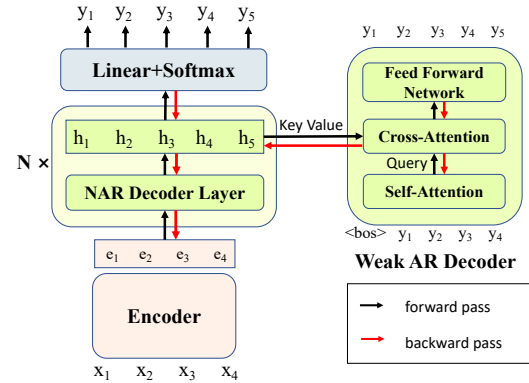 y1 y2 y3 y4 y5
Linear+Softmax
N ×
h1 h2 h3 h4 h5
NAR Decoder Layer
e1 e2 e3 e4
Encoder
x1 x2 x3 x4
Key Value
y1 y2 y3 y4 y5
Feed Forward
Network
Cross-Attention
Query
Self-Attention
<bos> y1 y2 y3 y4
Weak AR Decoder
forward pass
backward pass